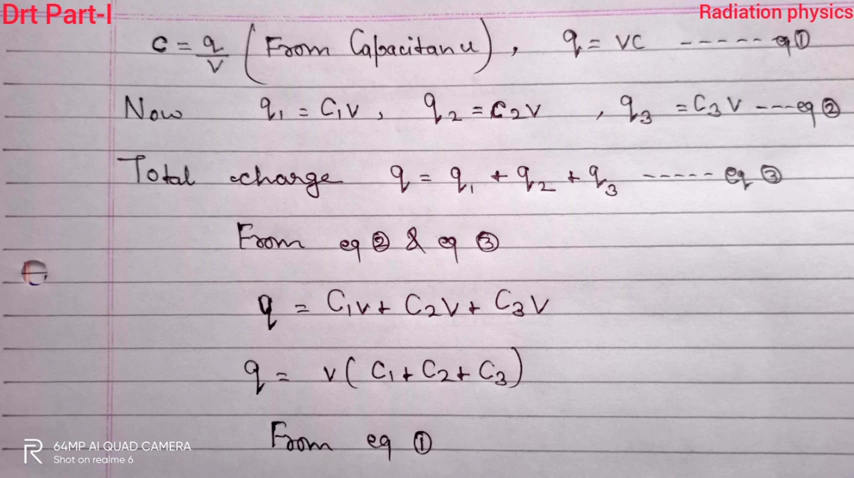 Drt Part-I
Radiation physics
C = q/V (From Capacitanu), q = VC ------ eq ①
Now q₁ = C₁V, q₂ = C₂V, q₃ = C₃V ---- eq ②
Total charge q = q₁ + q₂ + q₃ ----- eq ③
From eq ② & eq ③
q = C₁V + C₂V + C₃V
q = V(C₁ + C₂ + C₃)
From eq ①
64MP AI QUAD CAMERA
Shot on realme 6